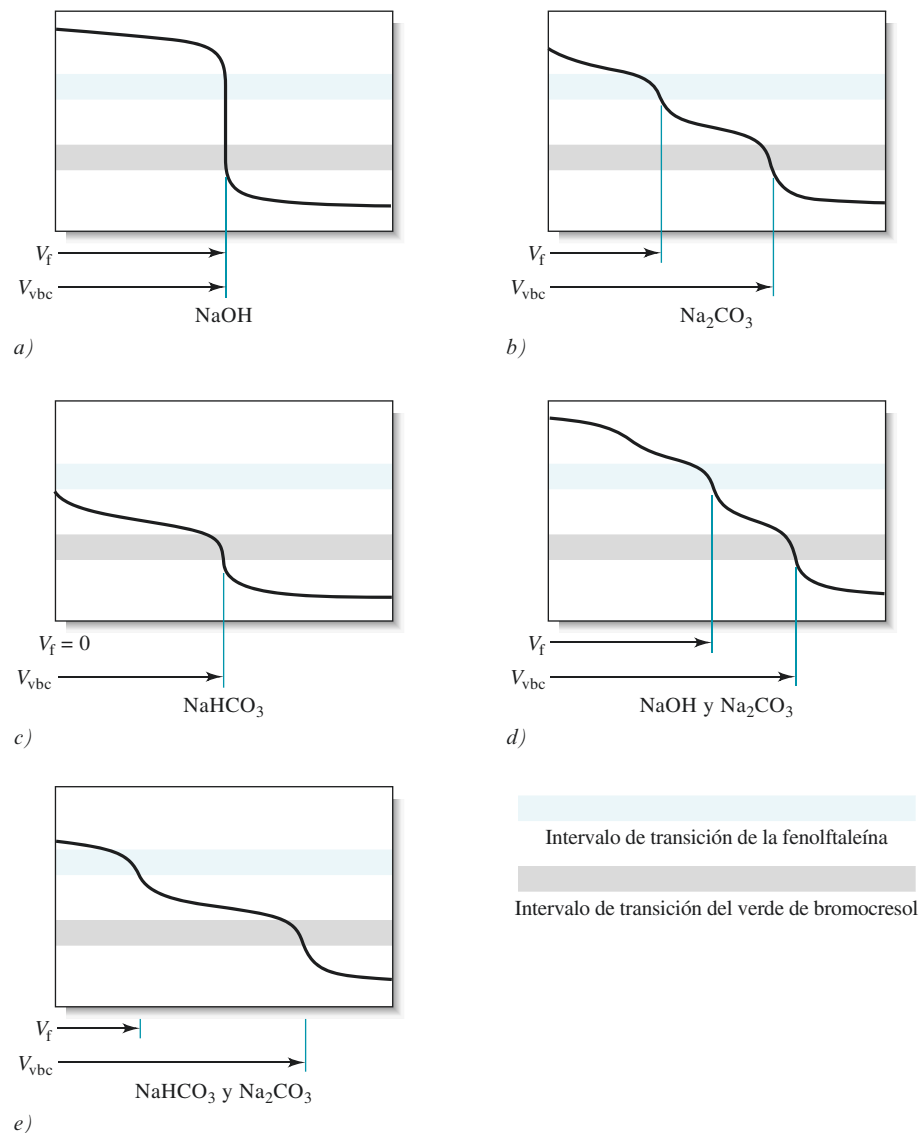 V_f
V_vbc
NaOH
a)
V_f
V_vbc
Na₂CO₃
b)
V_f = 0
V_vbc
NaHCO₃
c)
V_f
V_vbc
NaOH y Na₂CO₃
d)
V_f
V_vbc
NaHCO₃ y Na₂CO₃
e)
Intervalo de transición de la fenolftaleína
Intervalo de transición del verde de bromocresol